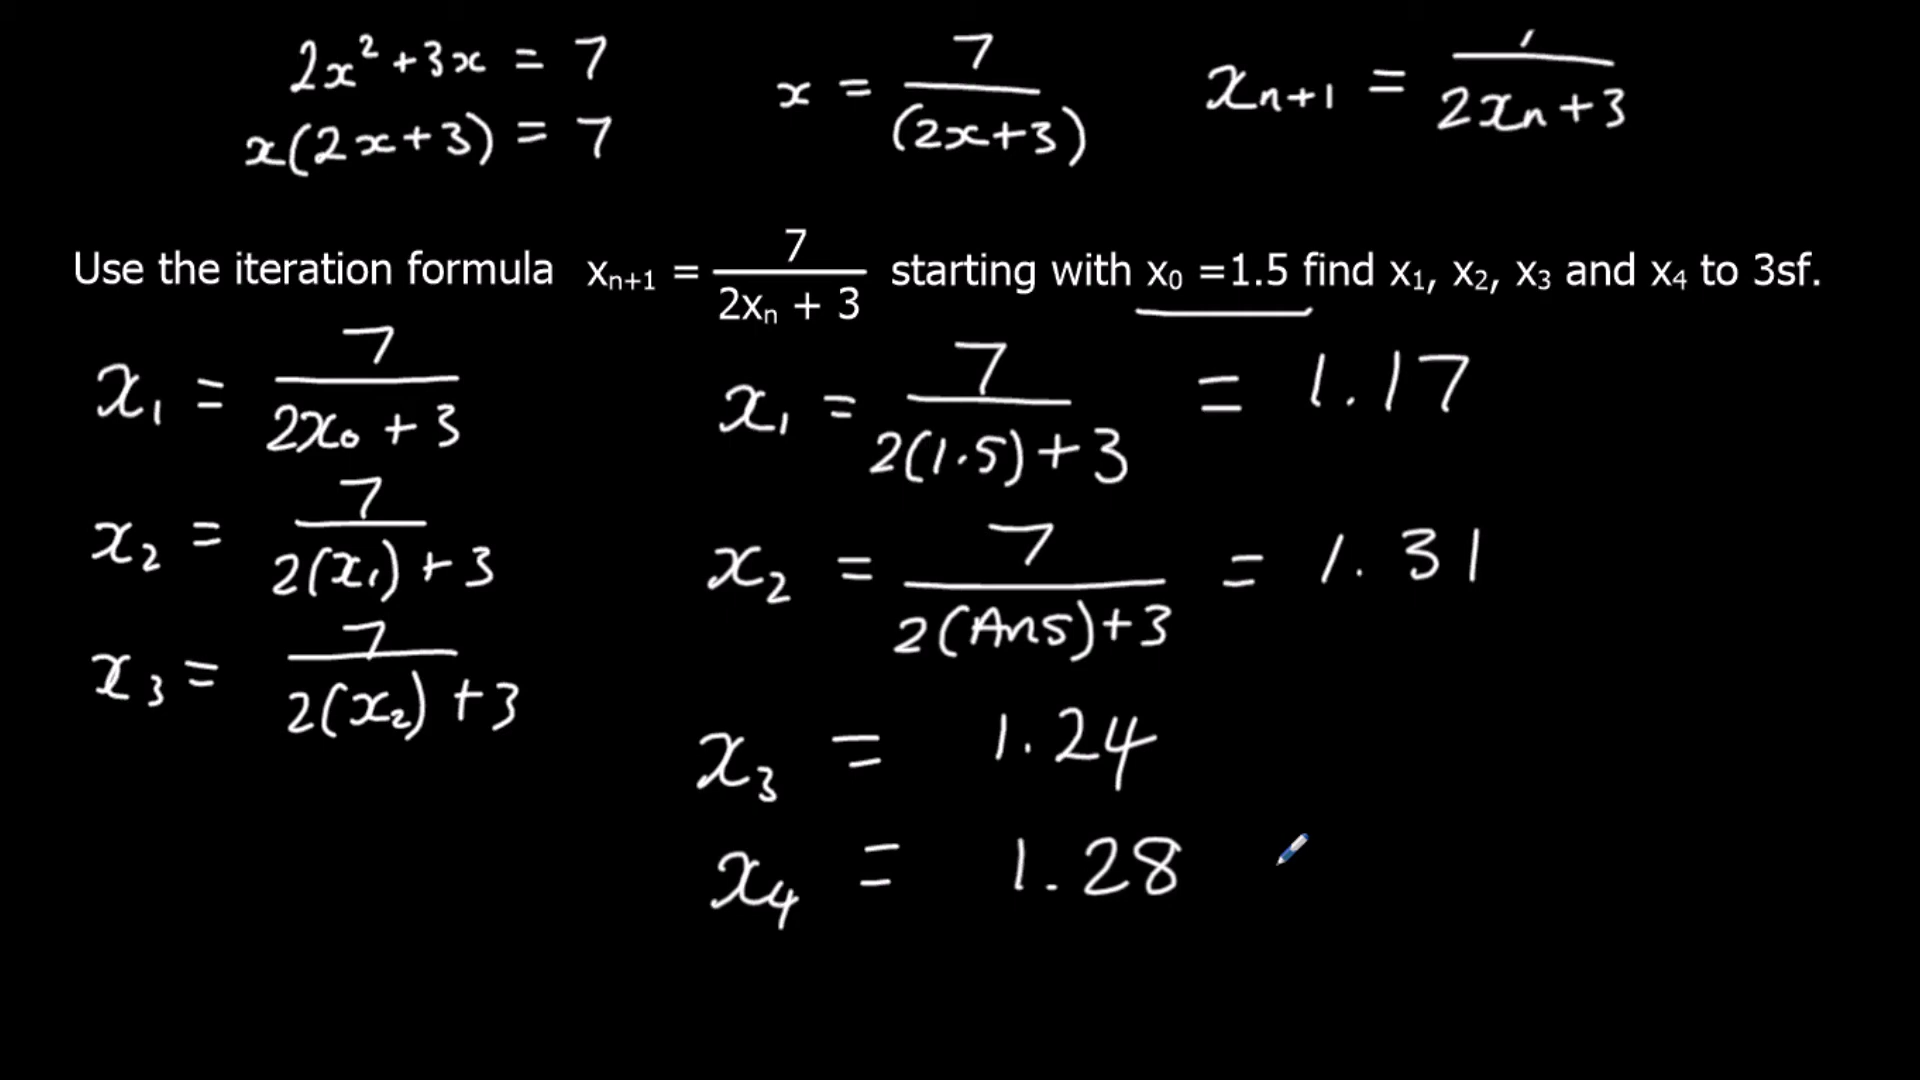 2x² + 3x = 7
x(2x+3) = 7
x = 7/(2x+3)
xₙ₊₁ = /(2xₙ+3)
Use the iteration formula xₙ₊₁ = 7/(2xₙ + 3) starting with x₀ =1.5 find x₁, x₂, x₃ and x₄ to 3sf.
x₁ = 7/(2x₀ + 3)
x₂ = 7/(2(x₁) + 3)
x₃ = 7/(2(x₂) + 3)
x₁ = 7/(2(1.5) + 3) = 1.17
x₂ = 7/(2(Ans)+3) = 1.31
x₃ = 1.24
x₄ = 1.28